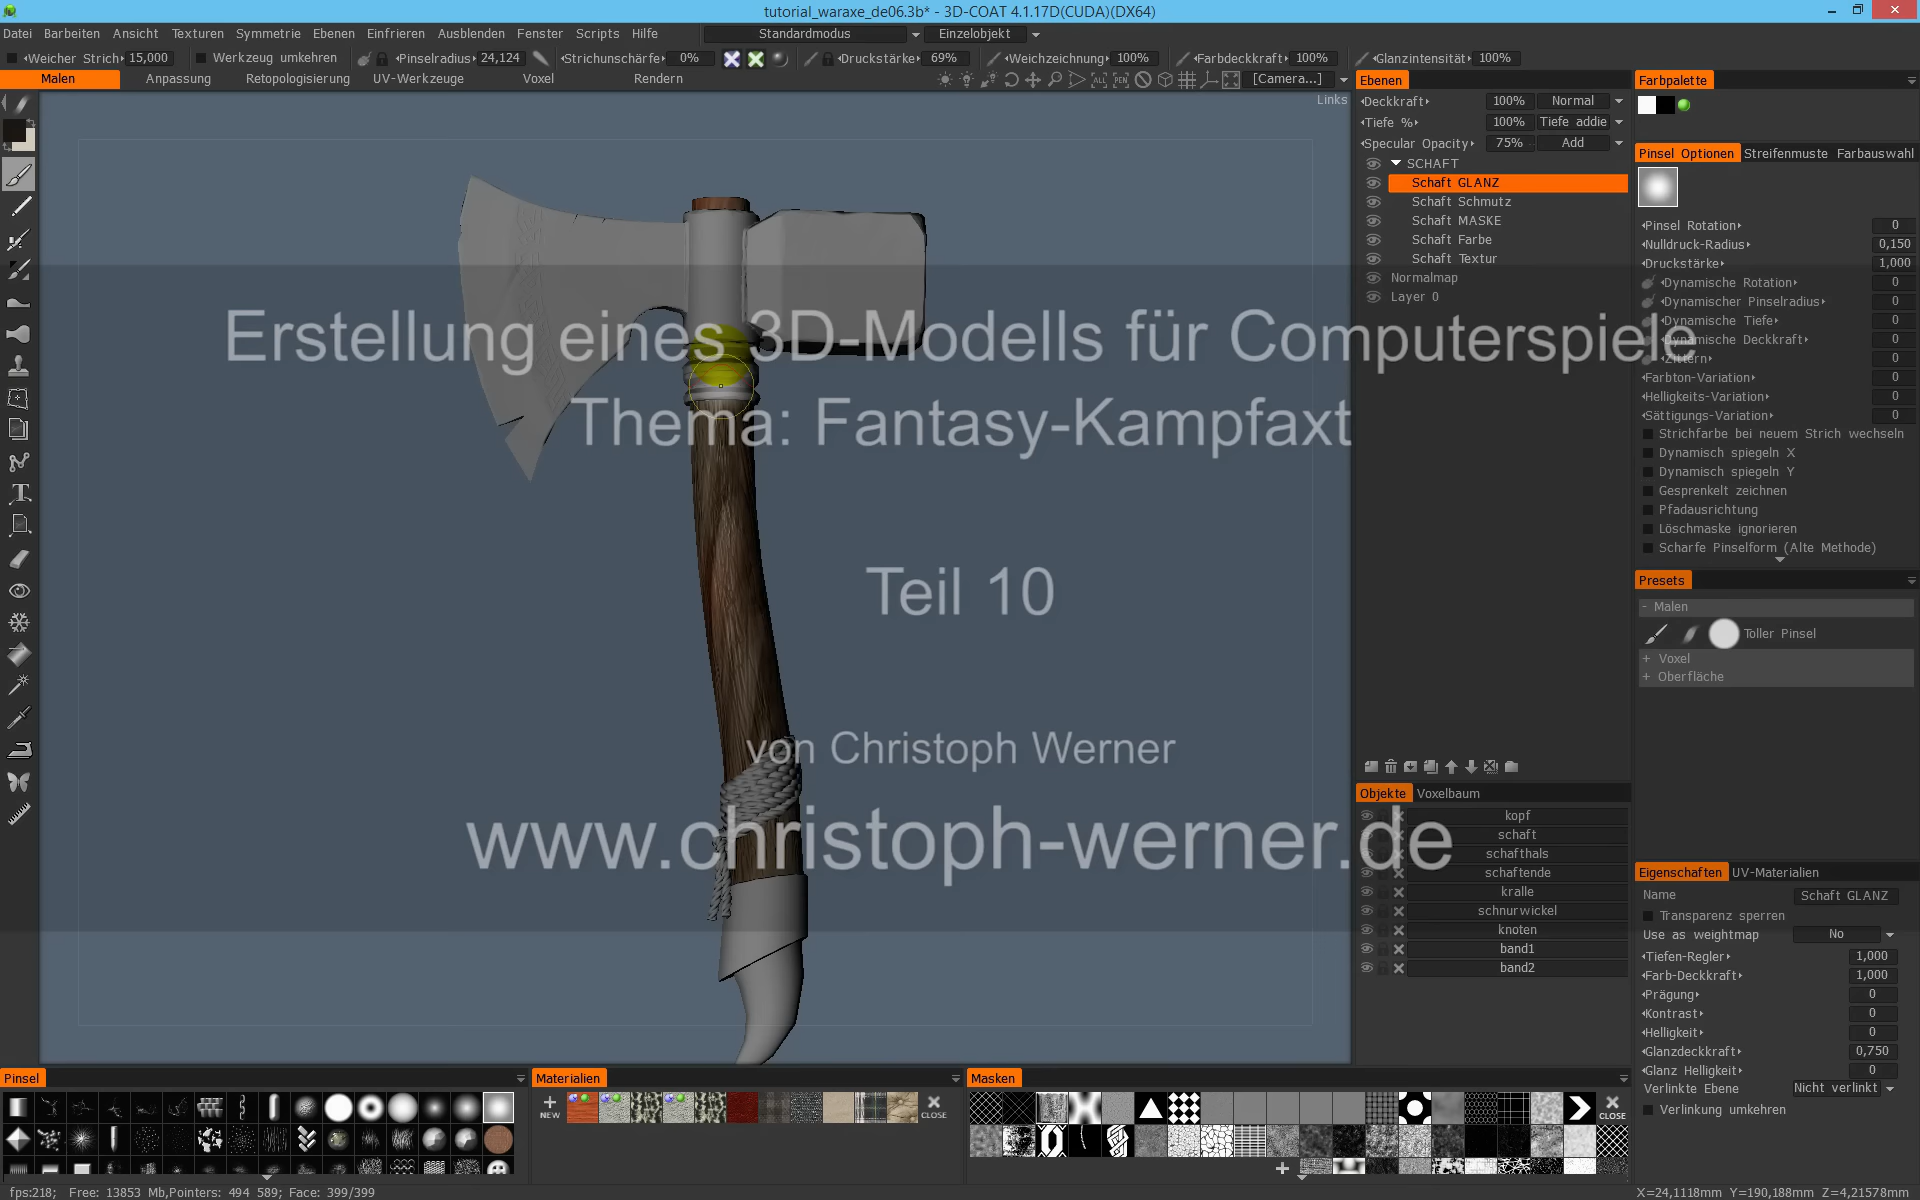 tutorial_waraxe_de06.3b* - 3D-COAT 4.1.17D(CUDA)(DX64)
Datei Bearbeiten Ansicht Texturen Symmetrie Ebenen Einfrieren Ausblenden Fenster Scripts Hilfe Standardmodus Einzelobjekt
Weicher Strich 15,000 Werkzeug umkehren Pinselradius 24,124 Strichunschärfe 0% Druckstärke 69% Weichzeichnung 100% Farbdeckkraft 100% Glanzintensität 100%
Malen Anpassung Retopologisierung UV-Werkzeuge Voxel Rendern ALL PEN [Camera...]
Links
Ebenen
Deckkraft 100% Normal
Tiefe % 100% Tiefe addie
Specular Opacity 75% Add
SCHAFT
Schaft GLANZ
Schaft Schmutz
Schaft MASKE
Schaft Farbe
Schaft Textur
Normalmap
Layer 0
Farbpalette
Pinsel Optionen Streifenmuste Farbauswahl
Pinsel Rotation 0
Nulldruck-Radius 0,150
Druckstärke 1,000
Dynamische Rotation 0
Dynamischer Pinselradius 0
Dynamische Tiefe 0
Dynamische Deckkraft 0
Zittern 0
Farbton-Variation 0
Helligkeits-Variation 0
Sättigungs-Variation 0
Strichfarbe bei neuem Strich wechseln
Dynamisch spiegeln X
Dynamisch spiegeln Y
Gesprenkelt zeichnen
Pfadausrichtung
Löschmaske ignorieren
Scharfe Pinselform (Alte Methode)
Presets
- Malen
Toller Pinsel
+ Voxel
+ Oberfläche
Erstellung eines 3D-Modells für Computerspiele
Thema: Fantasy-Kampfaxt
Teil 10
von Christoph Werner
www.christoph-werner.de
Objekte Voxelbaum
kopf
schaft
schafthals
schaftende
kralle
schnurwickel
knoten
band1
band2
Eigenschaften UV-Materialien
Name Schaft GLANZ
Transparenz sperren
Use as weightmap No
Tiefen-Regler 1,000
Farb-Deckkraft 1,000
Prägung 0
Kontrast 0
Helligkeit 0
Glanzdeckkraft 0,750
Glanz Helligkeit 0
Verlinkte Ebene Nicht verlinkt
Verlinkung umkehren
Pinsel
Materialien
NEW
CLOSE
Masken
CLOSE
fps:218; Free: 13853 Mb,Pointers: 494 589; Face: 399/399
X=24,1118mm Y=190,188mm Z=4,21578mm